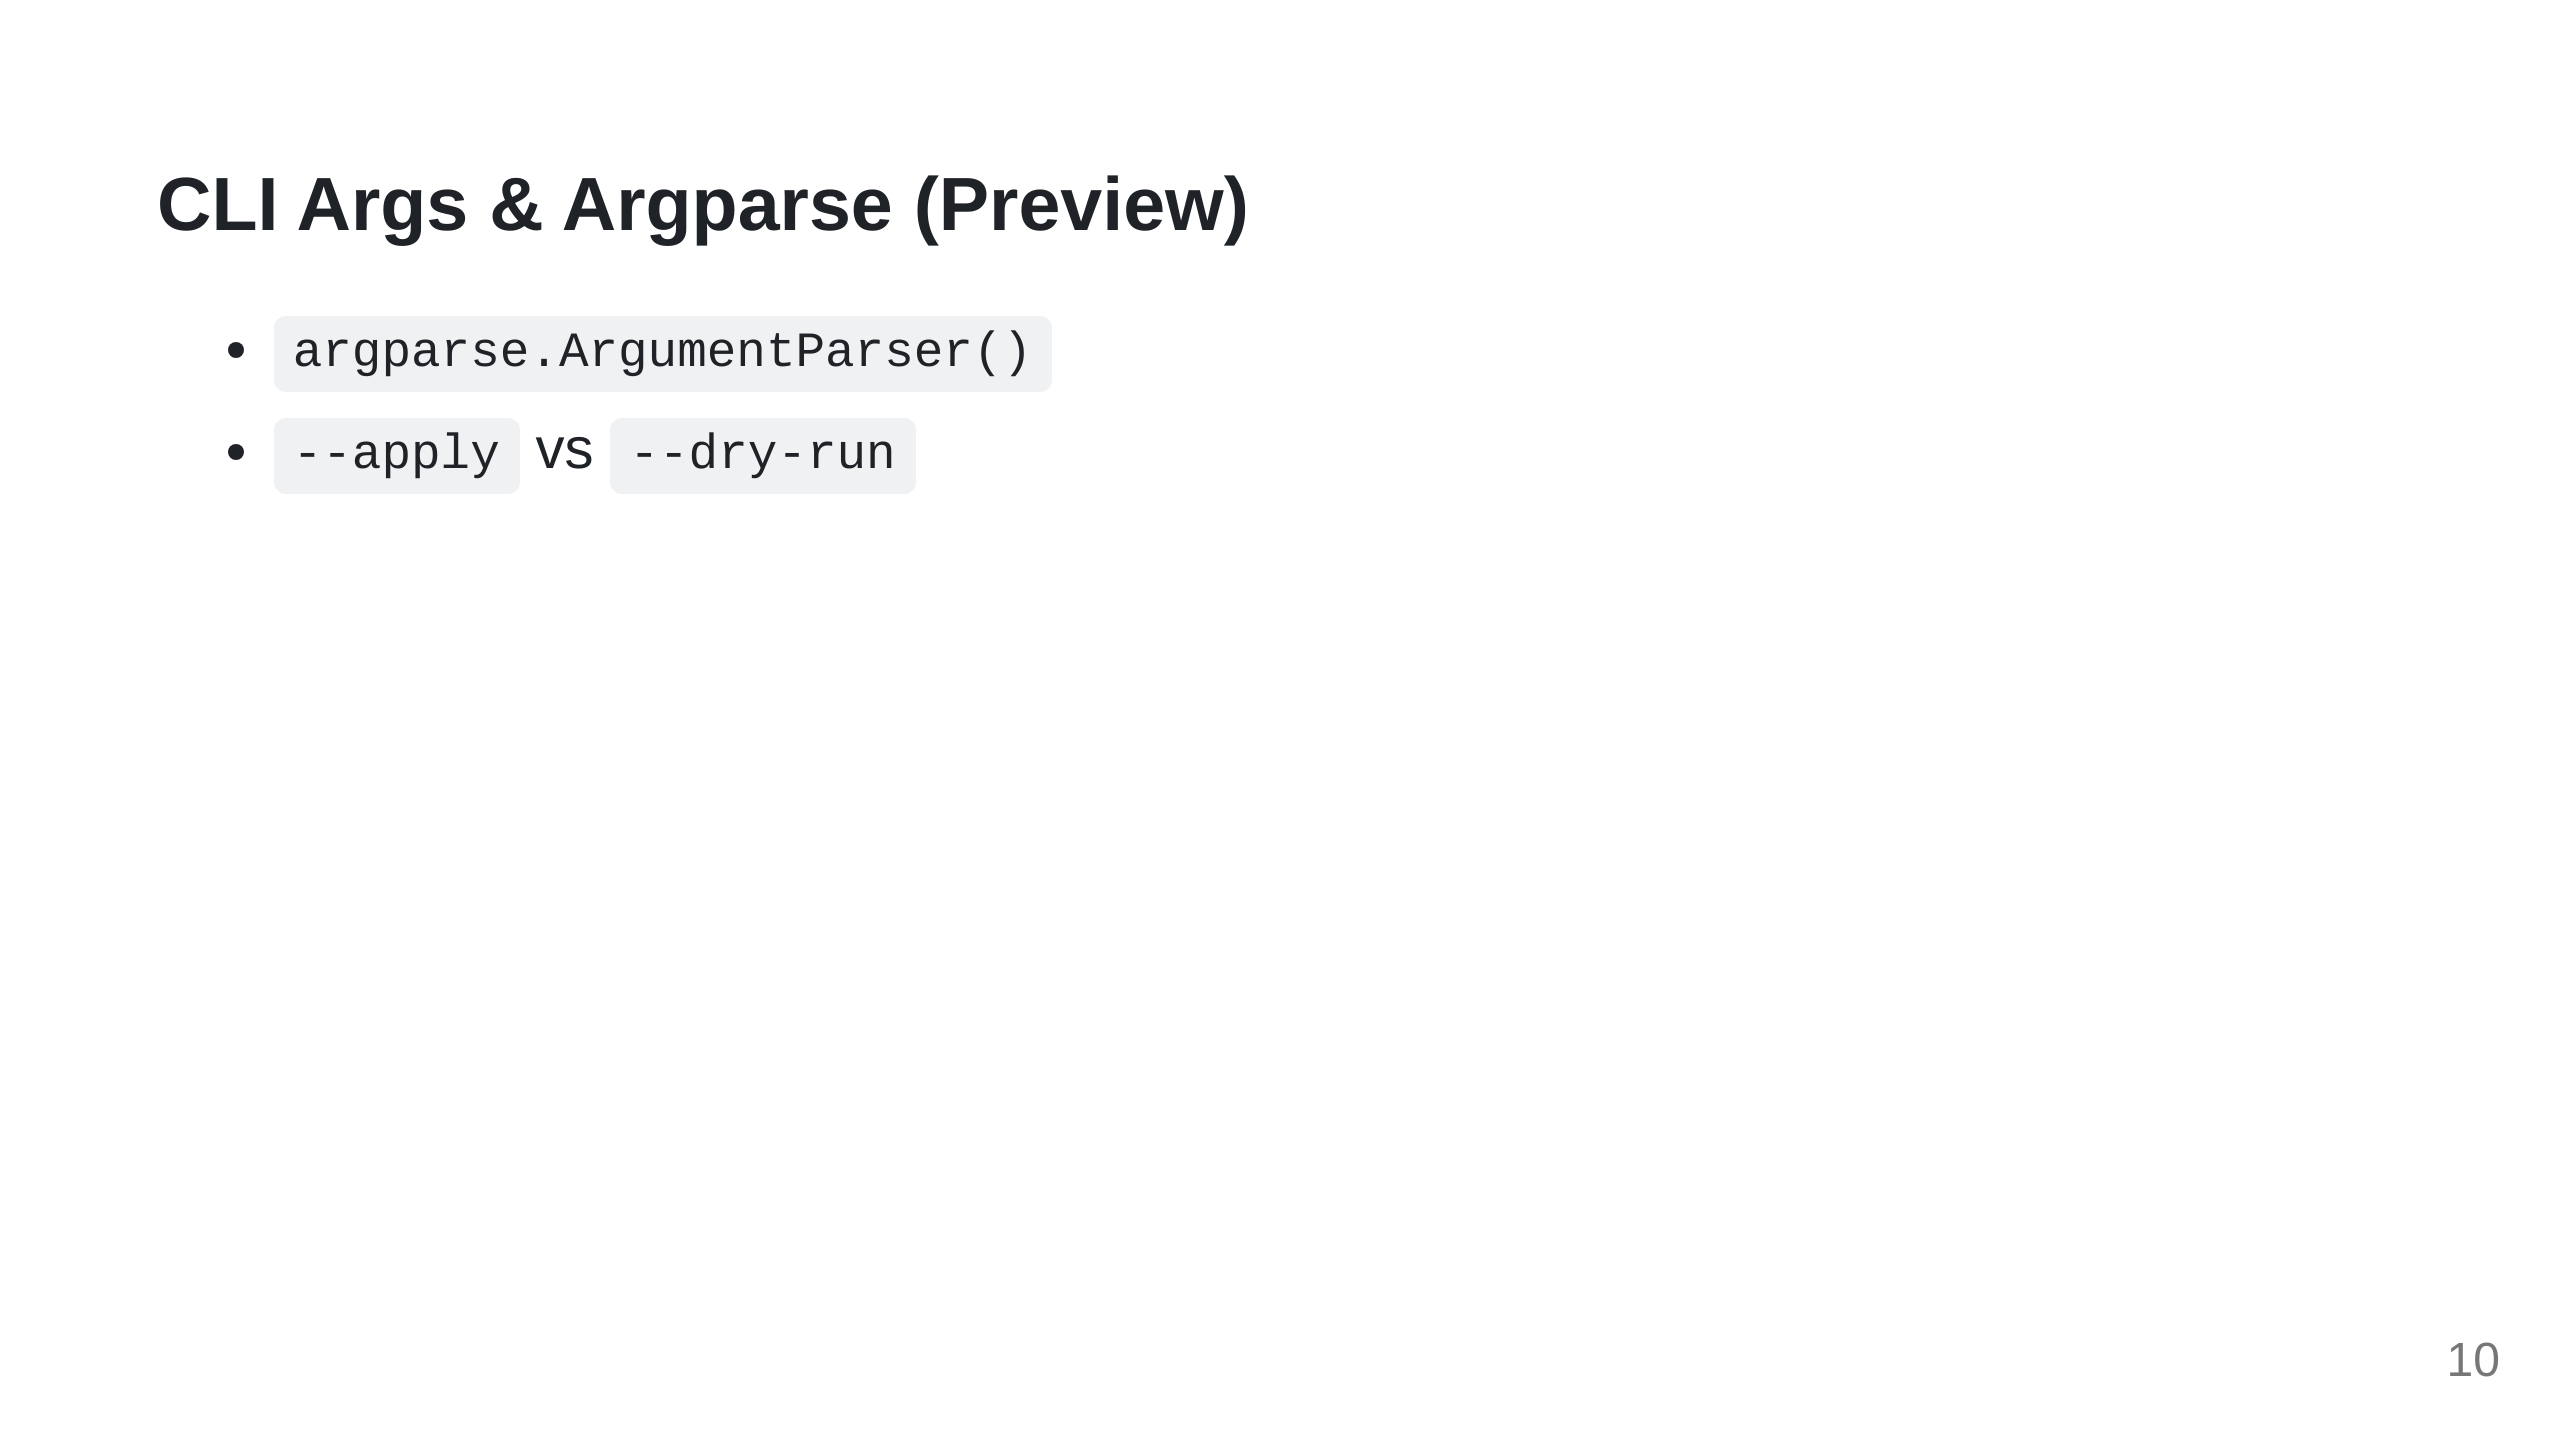 CLI Args & Argparse (Preview)
• argparse.ArgumentParser()
• --apply vs --dry-run
10